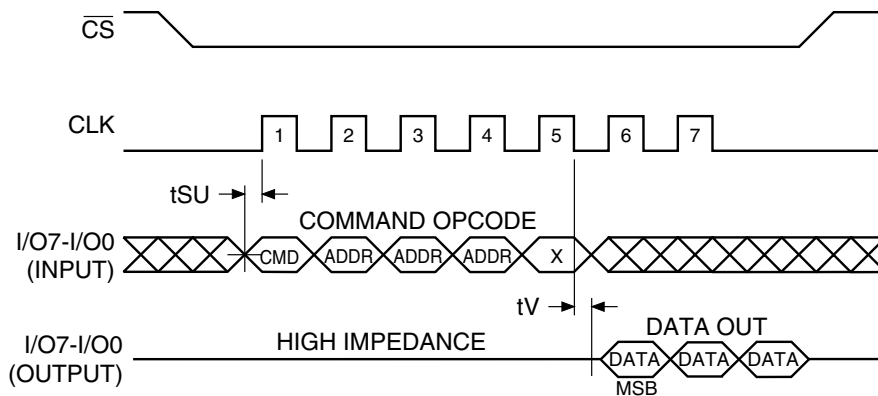 CS
CLK
1 2 3 4 5 6 7
tSU
COMMAND OPCODE
I/O7-I/O0
(INPUT)
CMD ADDR ADDR ADDR X
tV
I/O7-I/O0
(OUTPUT)
HIGH IMPEDANCE
DATA OUT
DATA DATA DATA
MSB